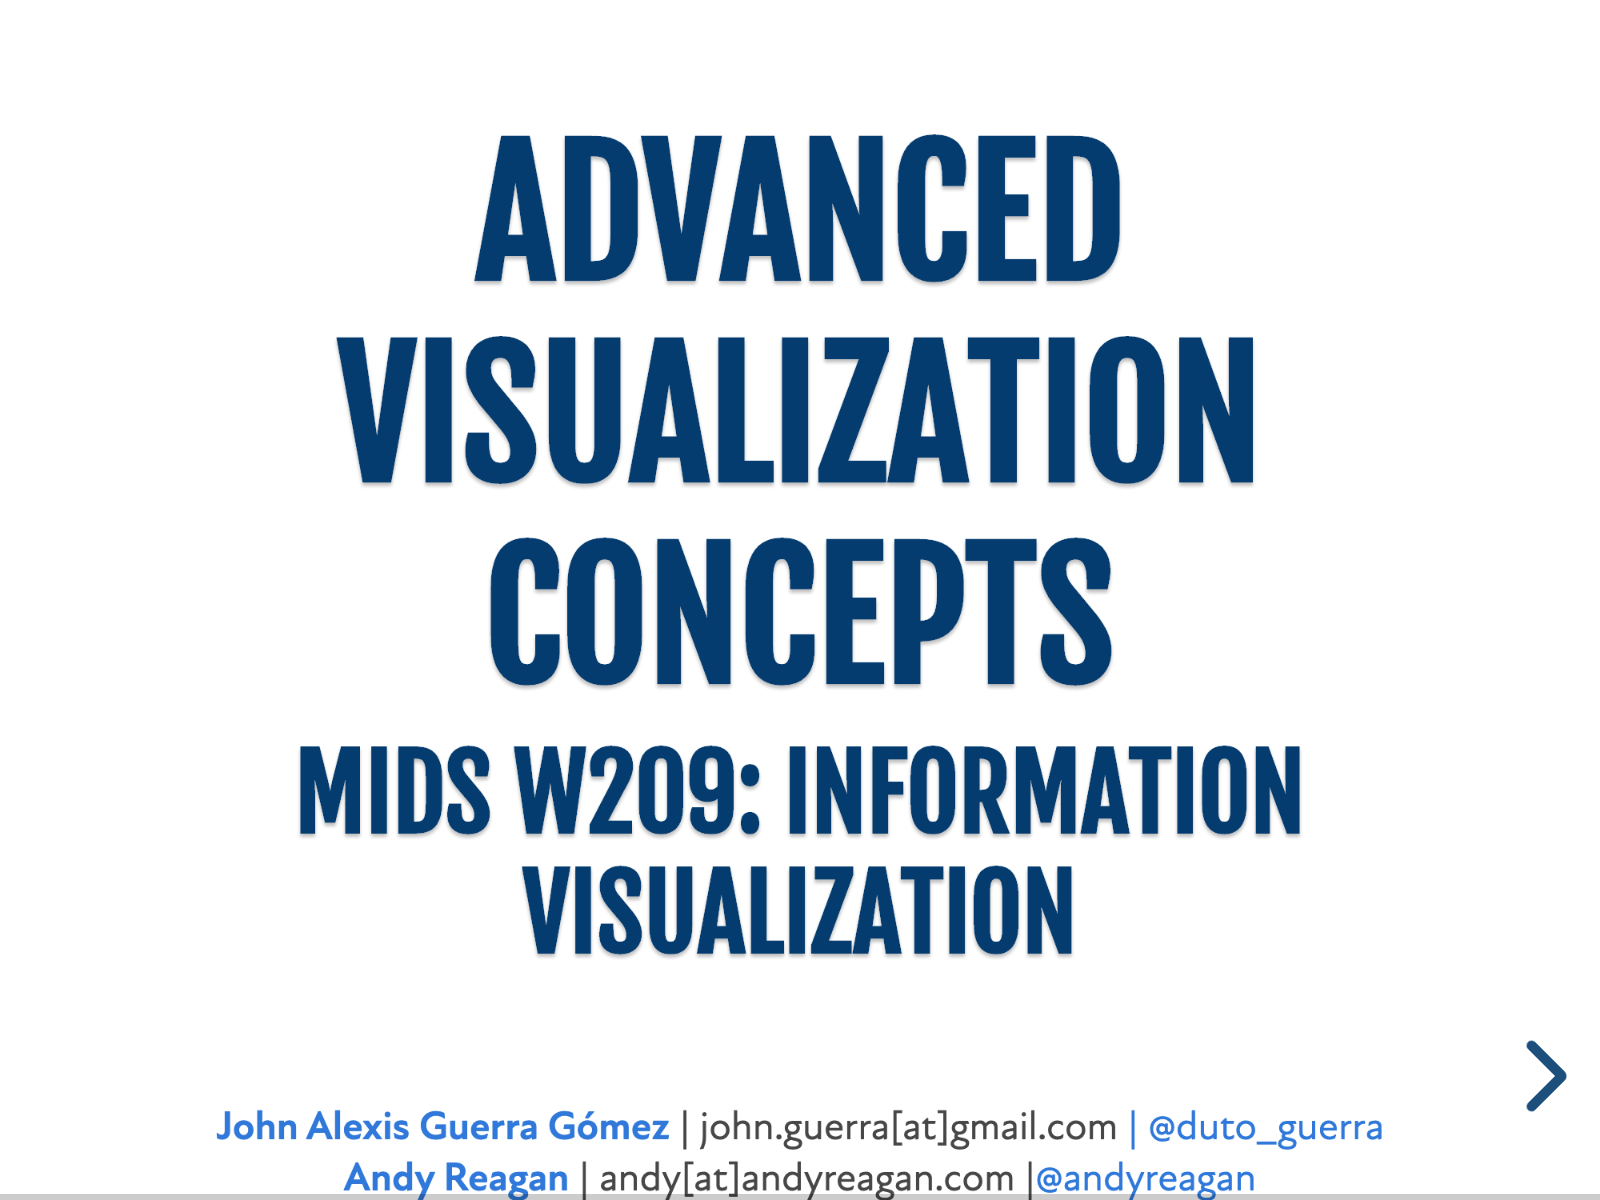 ADVANCED
VISUALIZATION
CONCEPTS
MIDS W209: INFORMATION
VISUALIZATION
John Alexis Guerra Gómez | john.guerra[at]gmail.com | @duto_guerra
Andy Reagan | andy[at]andyreagan.com |@andyreagan